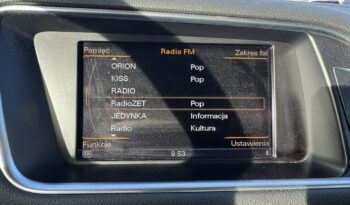 Pamięć Radio FM Zakres fal
ORION Pop
KISS Pop
RADIO
RadioZET Pop
JEDYNKA Informacja
Radio Kultura
Funkcje Ustawienia
9:53